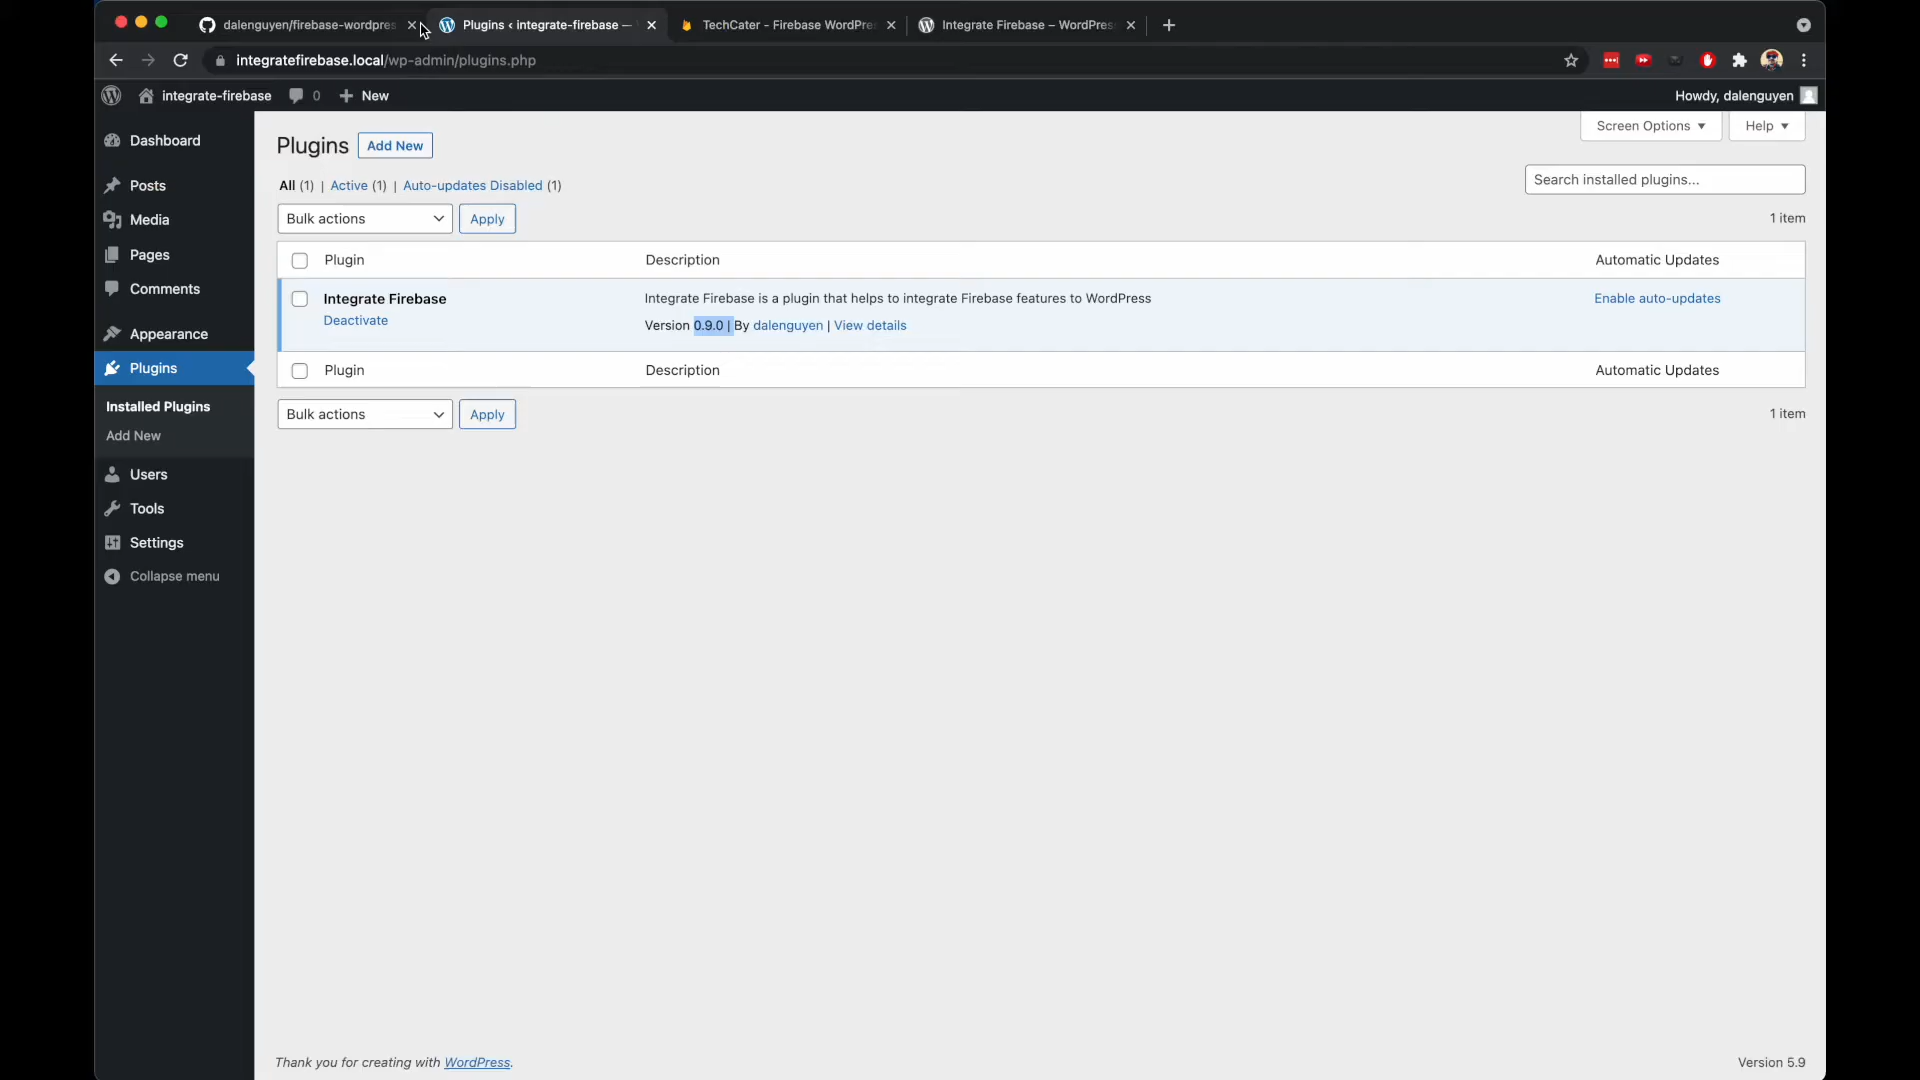 dalenguyen/firebase-wordpres
Plugins ‹ integrate-firebase —
TechCater - Firebase WordPre
Integrate Firebase – WordPres
integratefirebase.local/wp-admin/plugins.php
integrate-firebase
0
New
Howdy, dalenguyen
Dashboard
Posts
Media
Pages
Comments
Appearance
Plugins
Installed Plugins
Add New
Users
Tools
Settings
Collapse menu
Plugins
Add New
Screen Options
Help
All (1) | Active (1) | Auto-updates Disabled (1)
Search installed plugins...
Bulk actions
Apply
1 item
Plugin
Description
Automatic Updates
Integrate Firebase
Deactivate
Integrate Firebase is a plugin that helps to integrate Firebase features to WordPress
Version 0.9.0 | By dalenguyen | View details
Enable auto-updates
Plugin
Description
Automatic Updates
Bulk actions
Apply
1 item
Thank you for creating with WordPress.
Version 5.9